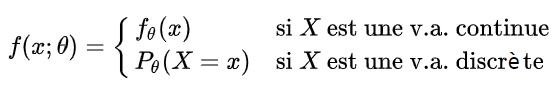 f(x; θ) = { f_θ(x) si X est une v.a. continue
P_θ(X = x) si X est une v.a. discrète